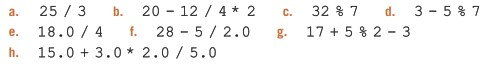 a. 25 / 3 b. 20 - 12 / 4 * 2 c. 32 % 7 d. 3 - 5 % 7
e. 18.0 / 4 f. 28 - 5 / 2.0 g. 17 + 5 % 2 - 3
h. 15.0 + 3.0 * 2.0 / 5.0